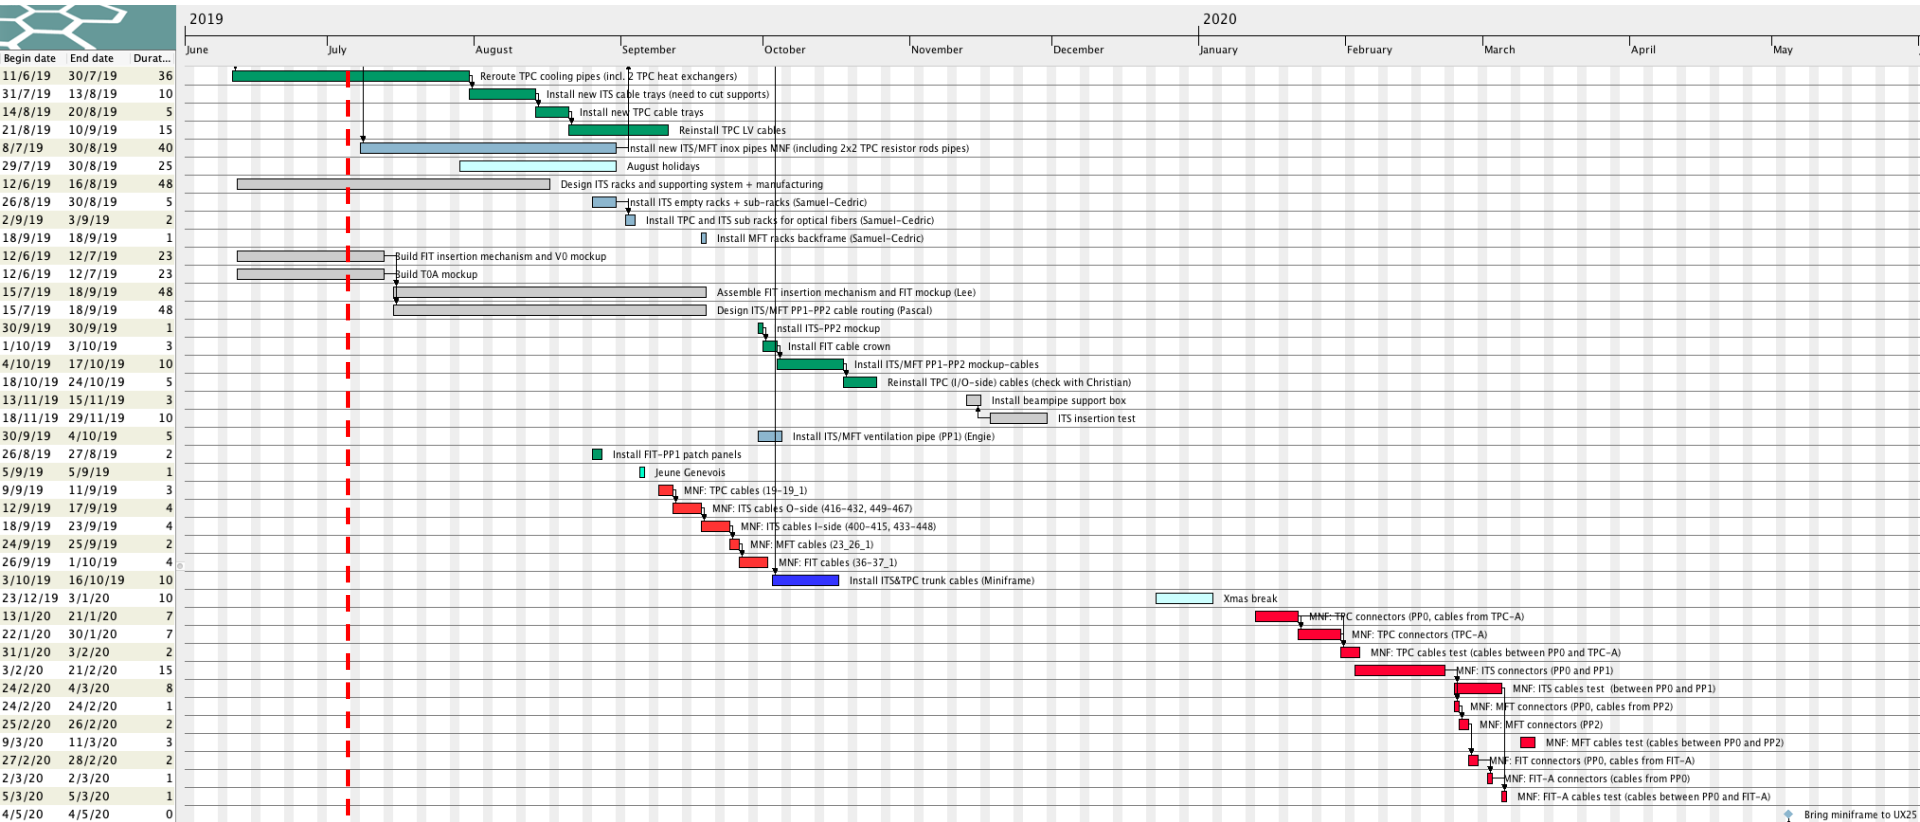 2019 2020
June July August September October November December January February March April May
Begin date End date Durat...
11/6/19 30/7/19 36 Reroute TPC cooling pipes (incl. 2 TPC heat exchangers)
31/7/19 13/8/19 10 Install new ITS cable trays (need to cut supports)
14/8/19 20/8/19 5 Install new TPC cable trays
21/8/19 10/9/19 15 Reinstall TPC LV cables
8/7/19 30/8/19 40 Install new ITS/MFT inox pipes MNF (including 2x2 TPC resistor rods pipes)
29/7/19 30/8/19 25 August holidays
12/6/19 16/8/19 48 Design ITS racks and supporting system + manufacturing
26/8/19 30/8/19 5 Install ITS empty racks + sub-racks (Samuel-Cedric)
2/9/19 3/9/19 2 Install TPC and ITS sub racks for optical fibers (Samuel-Cedric)
18/9/19 18/9/19 1 Install MFT racks backframe (Samuel-Cedric)
12/6/19 12/7/19 23 Build FIT insertion mechanism and V0 mockup
12/6/19 12/7/19 23 Build T0A mockup
15/7/19 18/9/19 48 Assemble FIT insertion mechanism and FIT mockup (Lee)
15/7/19 18/9/19 48 Design ITS/MFT PP1-PP2 cable routing (Pascal)
30/9/19 30/9/19 1 nstall ITS-PP2 mockup
1/10/19 3/10/19 3 Install FIT cable crown
4/10/19 17/10/19 10 Install ITS/MFT PP1-PP2 mockup-cables
18/10/19 24/10/19 5 Reinstall TPC (I/O-side) cables (check with Christian)
13/11/19 15/11/19 3 Install beampipe support box
18/11/19 29/11/19 10 ITS insertion test
30/9/19 4/10/19 5 Install ITS/MFT ventilation pipe (PP1) (Engie)
26/8/19 27/8/19 2 Install FIT-PP1 patch panels
5/9/19 5/9/19 1 Jeune Genevois
9/9/19 11/9/19 3 MNF: TPC cables (19-19_1)
12/9/19 17/9/19 4 MNF: ITS cables O-side (416-432, 449-467)
18/9/19 23/9/19 4 MNF: ITS cables I-side (400-415, 433-448)
24/9/19 25/9/19 2 MNF: MFT cables (23_26_1)
26/9/19 1/10/19 4 MNF: FIT cables (36-37_1)
3/10/19 16/10/19 10 Install ITS&TPC trunk cables (Miniframe)
23/12/19 3/1/20 10 Xmas break
13/1/20 21/1/20 7 MNF: TPC connectors (PP0, cables from TPC-A)
22/1/20 30/1/20 7 MNF: TPC connectors (TPC-A)
31/1/20 3/2/20 2 MNF: TPC cables test (cables between PP0 and TPC-A)
3/2/20 21/2/20 15 MNF: ITS connectors (PP0 and PP1)
24/2/20 4/3/20 8 MNF: ITS cables test (between PP0 and PP1)
24/2/20 24/2/20 1 MNF: MFT connectors (PP0, cables from PP2)
25/2/20 26/2/20 2 MNF: MFT connectors (PP2)
9/3/20 11/3/20 3 MNF: MFT cables test (cables between PP0 and PP2)
27/2/20 28/2/20 2 MNF: FIT connectors (PP0, cables from FIT-A)
2/3/20 2/3/20 1 MNF: FIT-A connectors (cables from PP0)
5/3/20 5/3/20 1 MNF: FIT-A cables test (cables between PP0 and FIT-A)
4/5/20 4/5/20 0 Bring miniframe to UX25